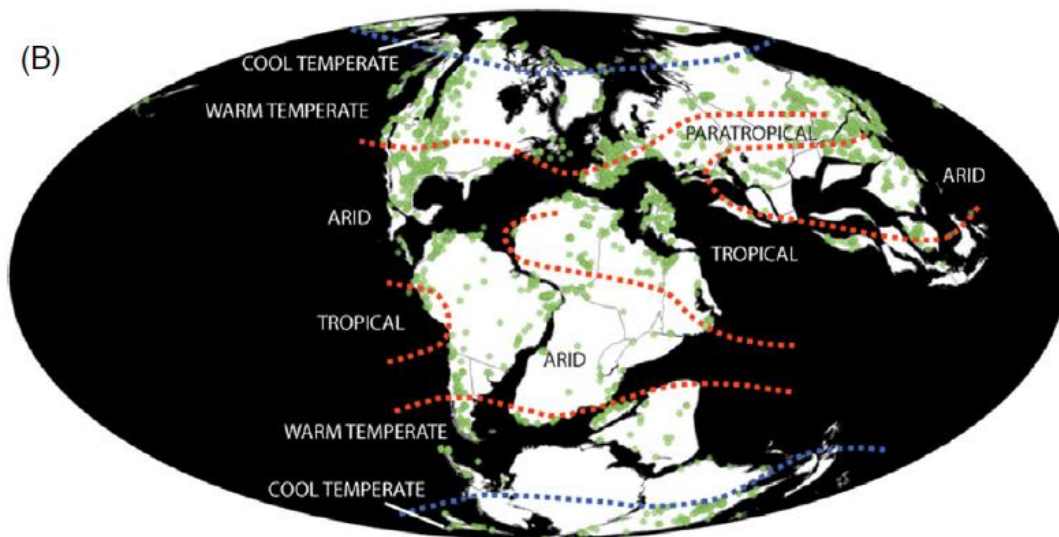 (B)
COOL TEMPERATE
WARM TEMPERATE
PARATROPICAL
ARID
ARID
TROPICAL
TROPICAL
ARID
WARM TEMPERATE
COOL TEMPERATE